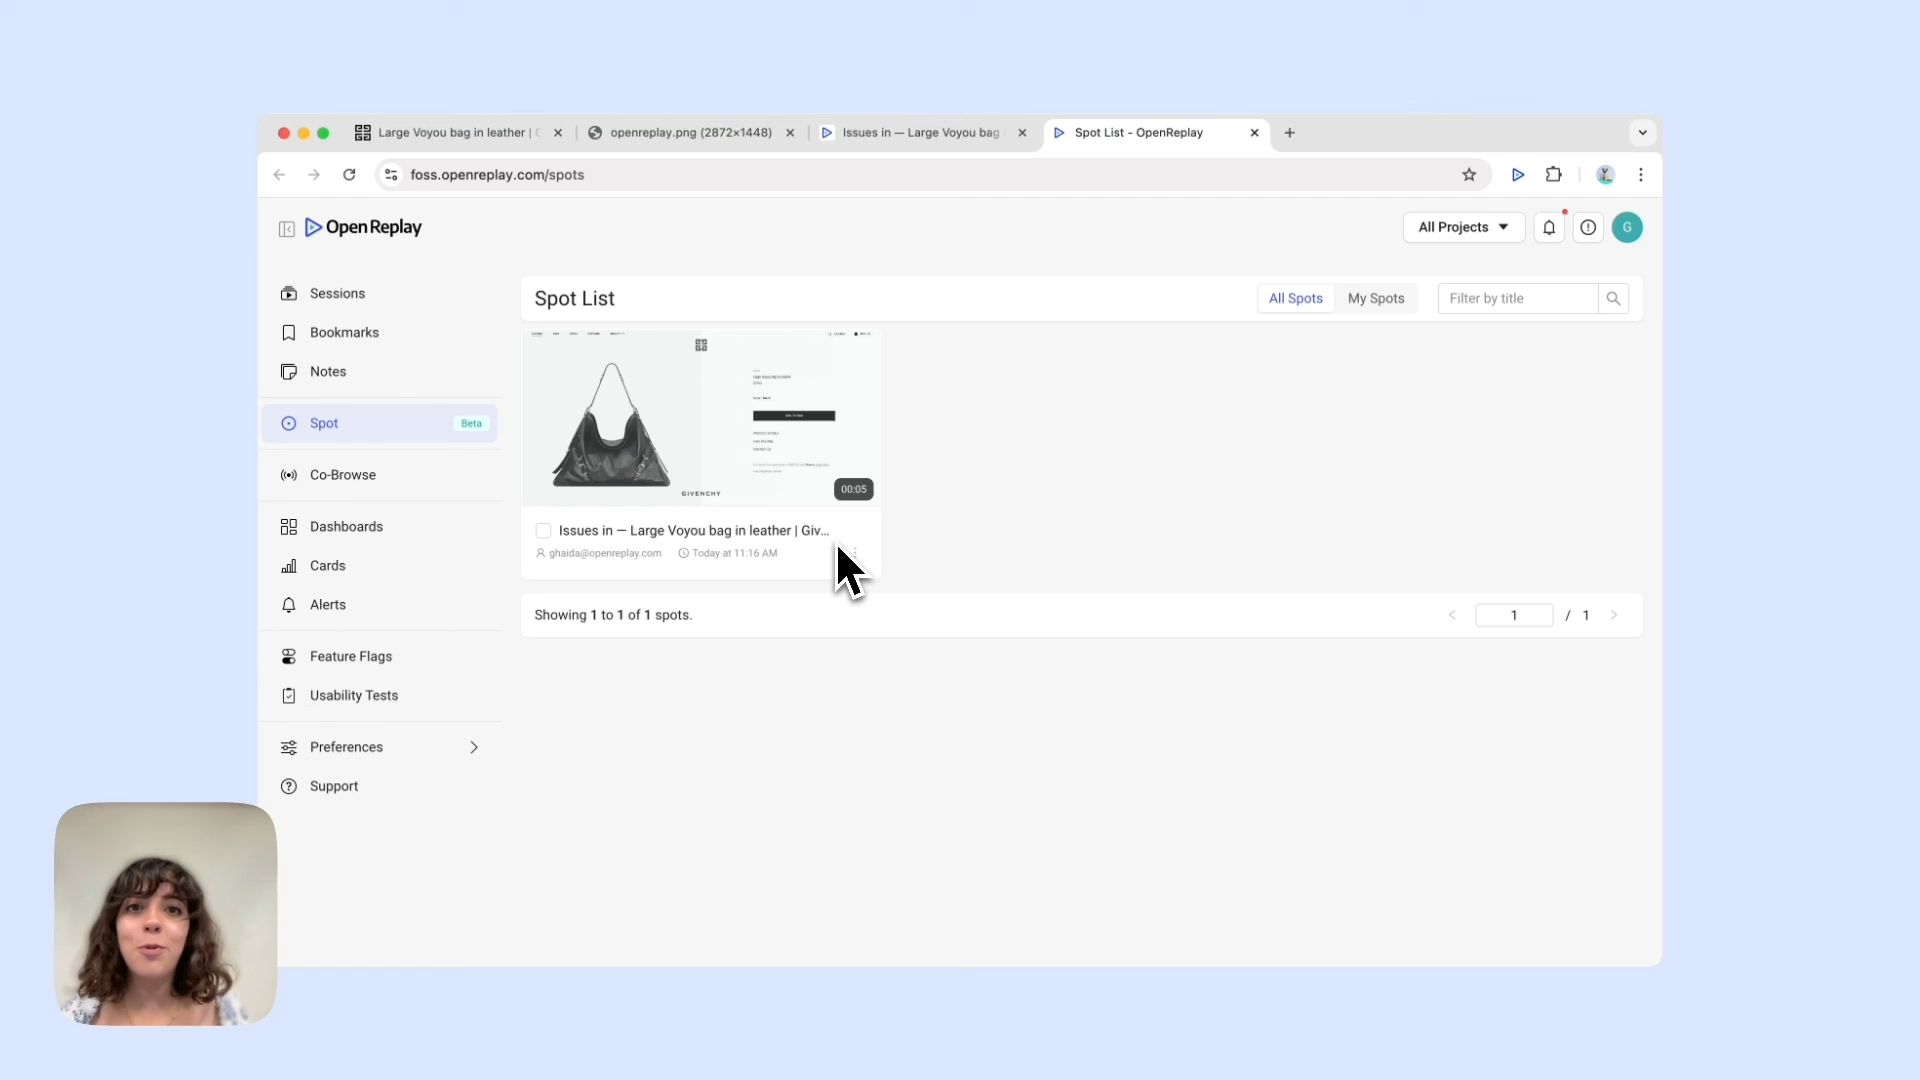 Large Voyou bag in leather |
openreplay.png (2872×1448)
Issues in — Large Voyou bag
Spot List - OpenReplay
foss.openreplay.com/spots
OpenReplay
All Projects
G
Sessions
Bookmarks
Notes
Spot
Beta
Co-Browse
Dashboards
Cards
Alerts
Feature Flags
Usability Tests
Preferences
Support
Spot List
All Spots
My Spots
Filter by title
GIVENCHY
00:05
Issues in — Large Voyou bag in leather | Giv...
ghaida@openreplay.com
Today at 11:16 AM
Showing 1 to 1 of 1 spots.
1 / 1